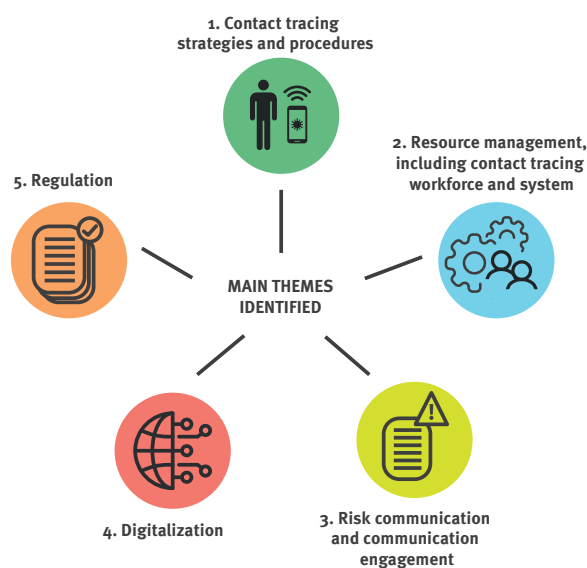 1. Contact tracing
strategies and procedures
2. Resource management,
including contact tracing
workforce and system
5. Regulation
MAIN THEMES
IDENTIFIED
4. Digitalization
3. Risk communication
and communication
engagement